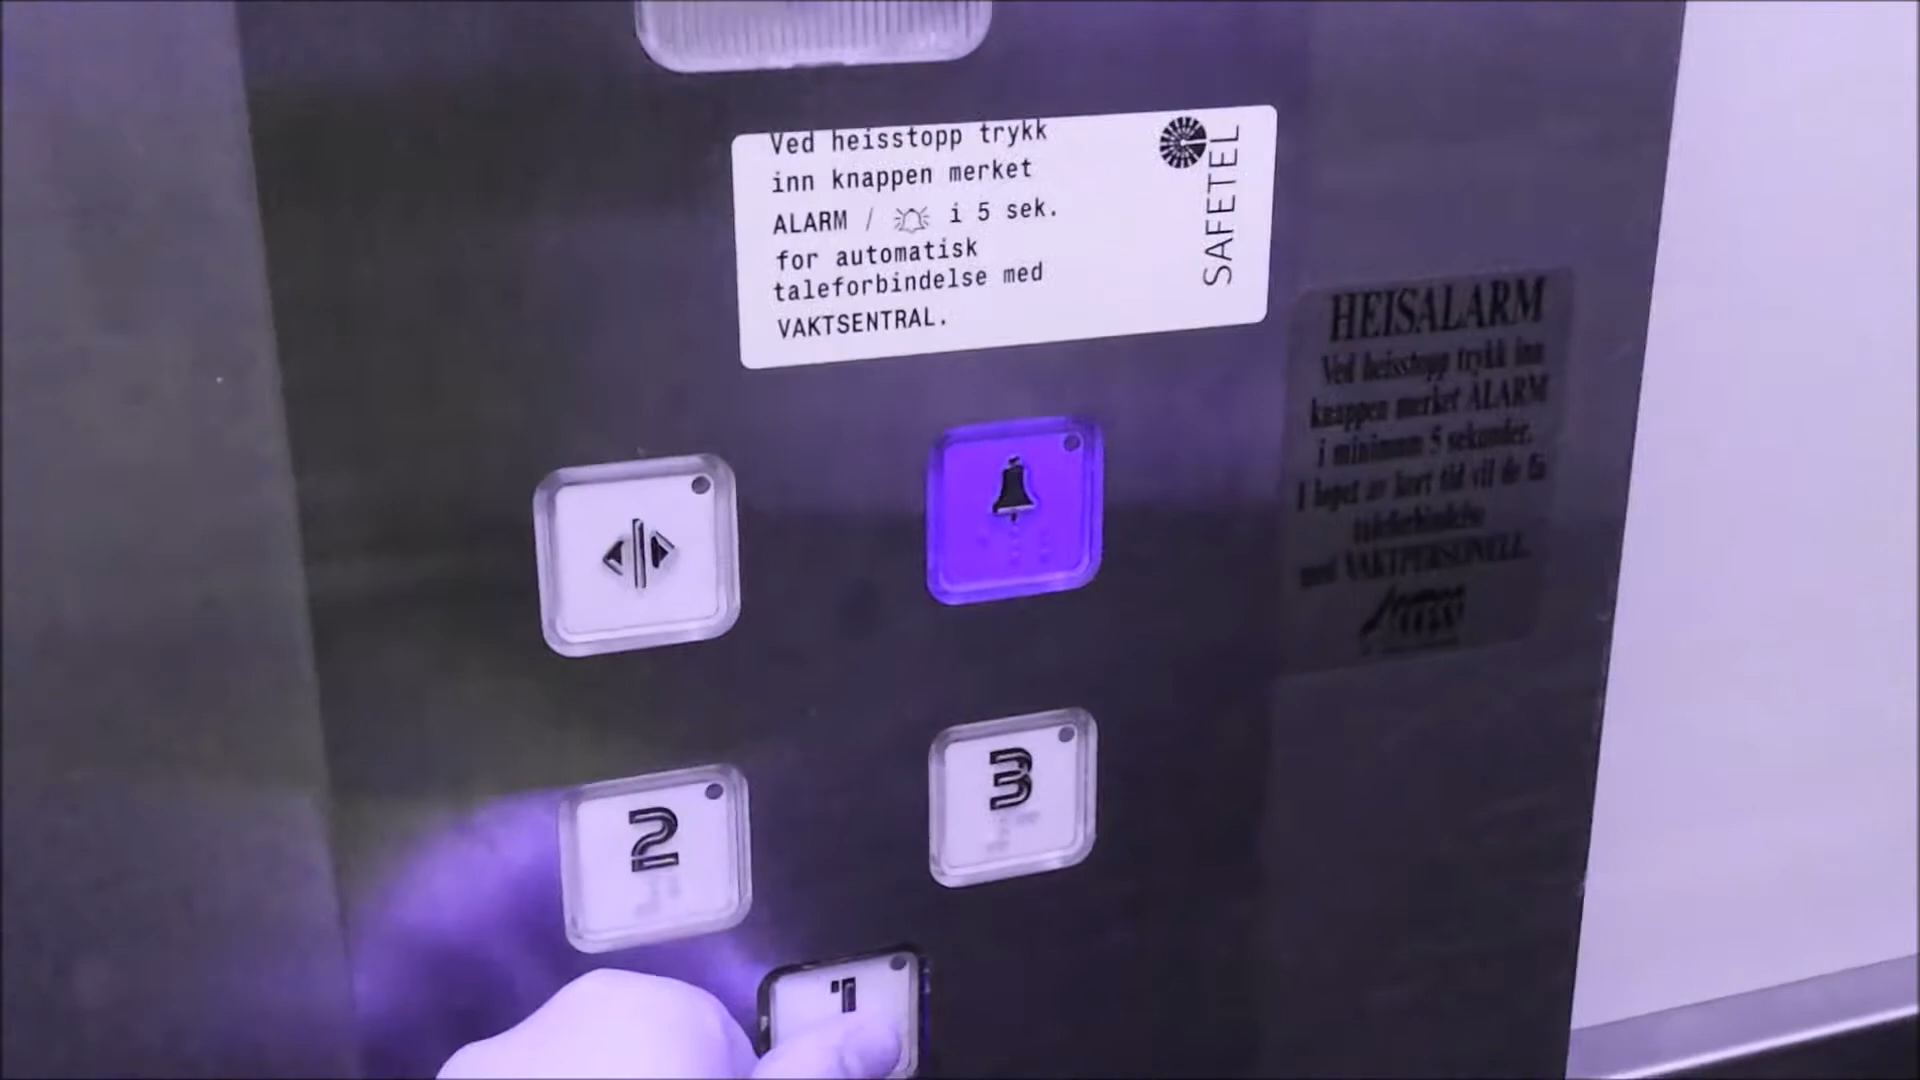 Ved heisstopp trykk
inn knappen merket
ALARM / i 5 sek.
for automatisk
taleforbindelse med
VAKTSENTRAL.
SAFETEL
HEISALARM
Ved heisstopp trykk inn
knappen merket ALARM
i minimum 5 sekunder.
I løpet av kort tid vil de få
taleforbindelse
med VAKTPERSONELL.
2
3
1